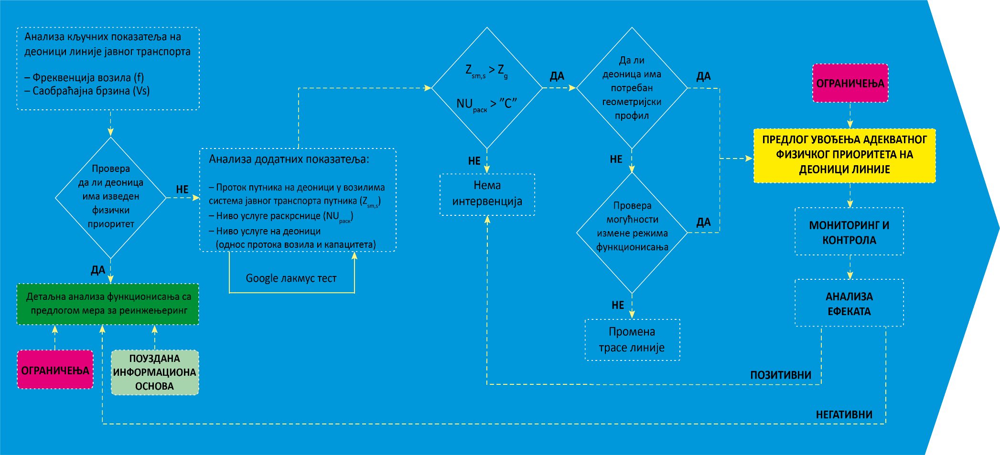 Анализа кључних показатеља на
деоници линије јавног транспорта
– Фреквенција возила (f)
– Саобраћајна брзина (Vs)
Провера
да ли деоница
има изведен
физички
приоритет
НЕ
ДА
Детаљна анализа функционисања са
предлогом мера за реинжењеринг
ОГРАНИЧЕЊА
ПОУЗДАНА
ИНФОРМАЦИОНА
ОСНОВА
Анализа додатних показатеља:
– Проток путника на деоници у возилима
система јавног транспорта путника (Zsm,s)
– Ниво услуге раскрснице (NUраск)
– Ниво услуге на деоници
(однос протока возила и капацитета)
Google лакмус тест
Zsm,s > Zg
NUраск > ”C”
ДА
НЕ
Нема
интервенција
Да ли
деоница има
потребан
геометријски
профил
ДА
НЕ
Провера
могућности
измене режима
функционисања
ДА
НЕ
Промена
трасе линије
ОГРАНИЧЕЊА
ПРЕДЛОГ УВОЂЕЊА АДЕКВАТНОГ
ФИЗИЧКОГ ПРИОРИТЕТА НА
ДЕОНИЦИ ЛИНИЈЕ
МОНИТОРИНГ И
КОНТРОЛА
АНАЛИЗА
ЕФЕКАТА
ПОЗИТИВНИ
НЕГАТИВНИ